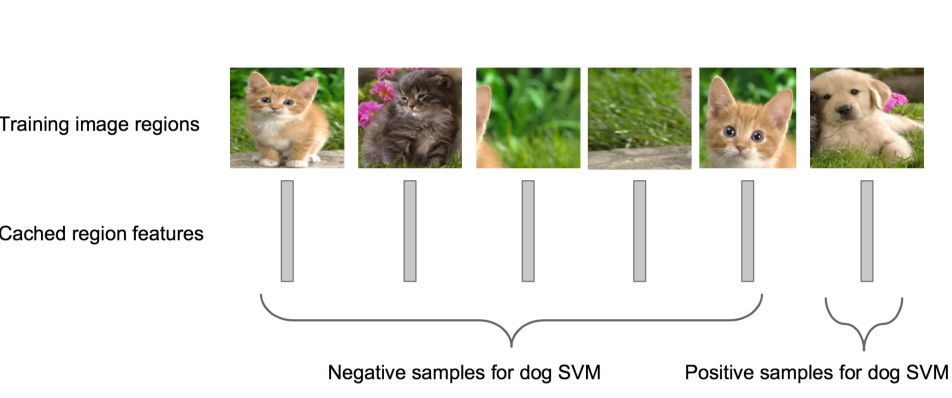 Training image regions
Cached region features
Negative samples for dog SVM
Positive samples for dog SVM